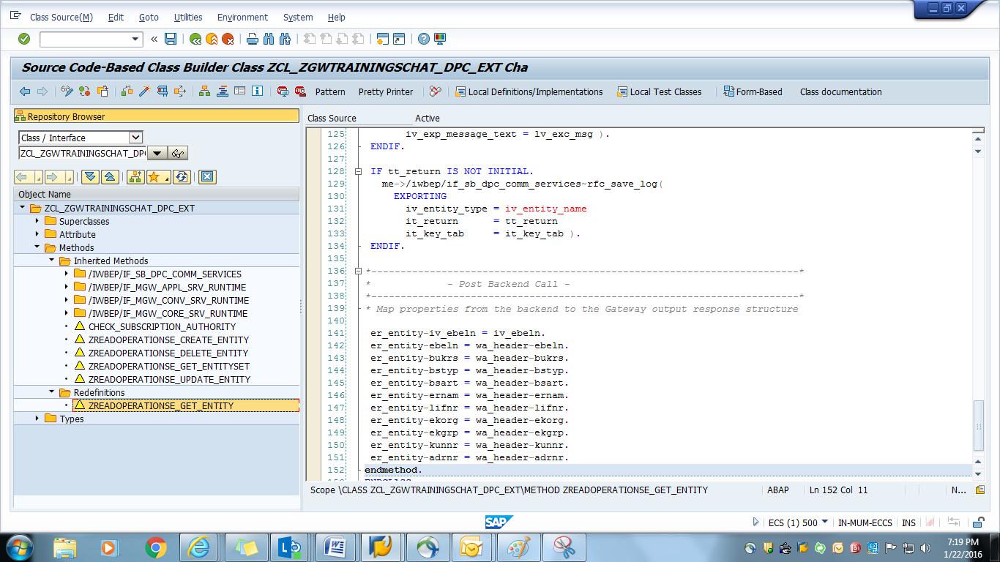 Class Source(M) Edit Goto Utilities Environment System Help
Source Code-Based Class Builder Class ZCL_ZGWTRAININGSCHAT_DPC_EXT Cha
Pattern Pretty Printer Local Definitions/Implementations Local Test Classes Form-Based Class documentation
Repository Browser
Class / Interface
ZCL_ZGWTRAININGSCHAT_DP
Object Name
ZCL_ZGWTRAININGSCHAT_DPC_EXT
Superclasses
Attribute
Methods
Inherited Methods
/IWBEP/IF_SB_DPC_COMM_SERVICES
/IWBEP/IF_MGW_APPL_SRV_RUNTIME
/IWBEP/IF_MGW_CONV_SRV_RUNTIME
/IWBEP/IF_MGW_CORE_SRV_RUNTIME
CHECK_SUBSCRIPTION_AUTHORITY
ZREADOPERATIONSE_CREATE_ENTITY
ZREADOPERATIONSE_DELETE_ENTITY
ZREADOPERATIONSE_GET_ENTITYSET
ZREADOPERATIONSE_UPDATE_ENTITY
Redefinitions
ZREADOPERATIONSE_GET_ENTITY
Types
Class Source Active
125 iv_exp_message_text = lv_exc_msg ).
126 ENDIF.
127
128 IF tt_return IS NOT INITIAL.
129 me->/iwbep/if_sb_dpc_comm_services~rfc_save_log(
130 EXPORTING
131 iv_entity_type = iv_entity_name
132 it_return = tt_return
133 it_key_tab = it_key_tab ).
134 ENDIF.
135
136 *------------------------------------------------------------------------*
137 * - Post Backend Call -
138 *------------------------------------------------------------------------*
139 * Map properties from the backend to the Gateway output response structure
140
141 er_entity-iv_ebeln = iv_ebeln.
142 er_entity-ebeln = wa_header-ebeln.
143 er_entity-bukrs = wa_header-bukrs.
144 er_entity-bstyp = wa_header-bstyp.
145 er_entity-bsart = wa_header-bsart.
146 er_entity-ernam = wa_header-ernam.
147 er_entity-lifnr = wa_header-lifnr.
148 er_entity-ekorg = wa_header-ekorg.
149 er_entity-ekgrp = wa_header-ekgrp.
150 er_entity-kunnr = wa_header-kunnr.
151 er_entity-adrnr = wa_header-adrnr.
152 endmethod.
Scope \CLASS ZCL_ZGWTRAININGSCHAT_DPC_EXT\METHOD ZREADOPERATIONSE_GET_ENTITY ABAP Ln 152 Col 11 N...
SAP ECS (1) 500 IN-MUM-ECCS INS
7:19 PM
1/22/2016